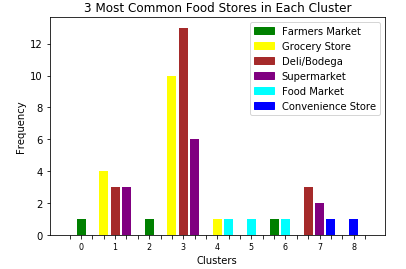 3 Most Common Food Stores in Each Cluster
Farmers Market
Grocery Store
Deli/Bodega
Supermarket
Food Market
Convenience Store
Frequency
12
10
8
6
4
2
0
0 1 2 3 4 5 6 7 8
Clusters